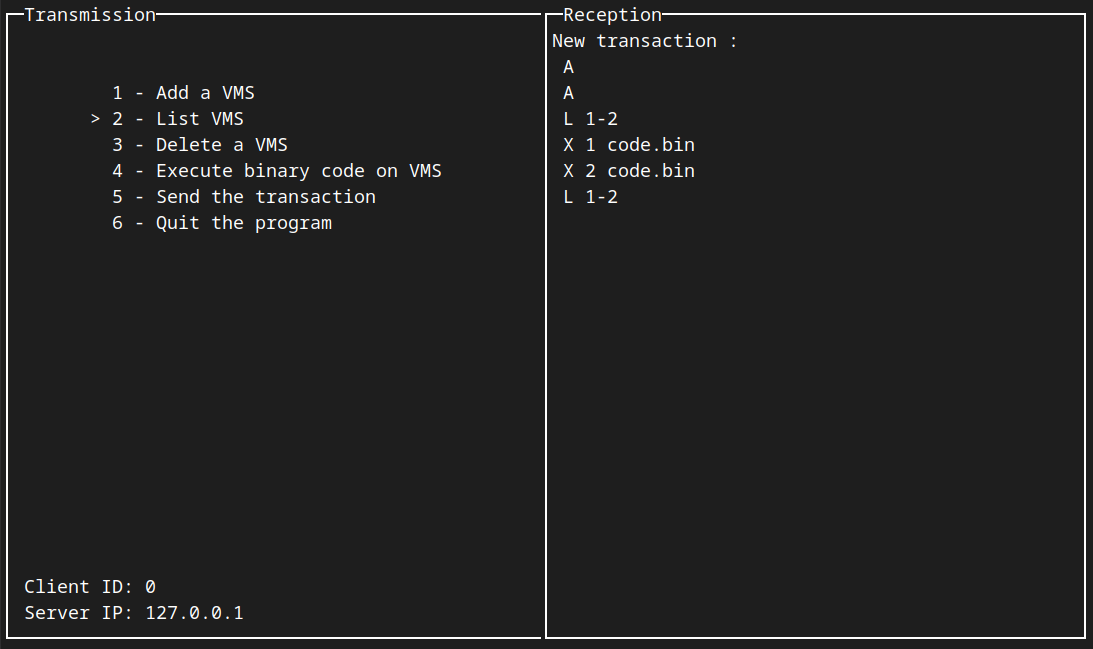 Transmission
1 - Add a VMS
> 2 - List VMS
3 - Delete a VMS
4 - Execute binary code on VMS
5 - Send the transaction
6 - Quit the program
Client ID: 0
Server IP: 127.0.0.1
Reception
New transaction :
A
A
L 1-2
X 1 code.bin
X 2 code.bin
L 1-2